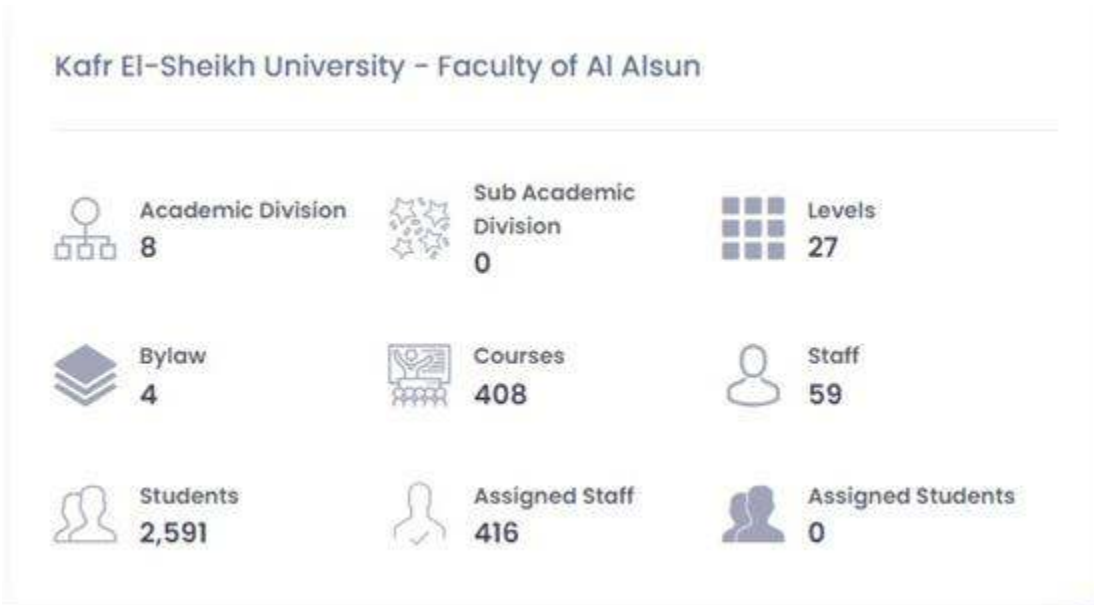 Kafr El-Sheikh University - Faculty of Al Alsun
Academic Division
8
Sub Academic
Division
0
Levels
27
Bylaw
4
Courses
408
Staff
59
Students
2,591
Assigned Staff
416
Assigned Students
0